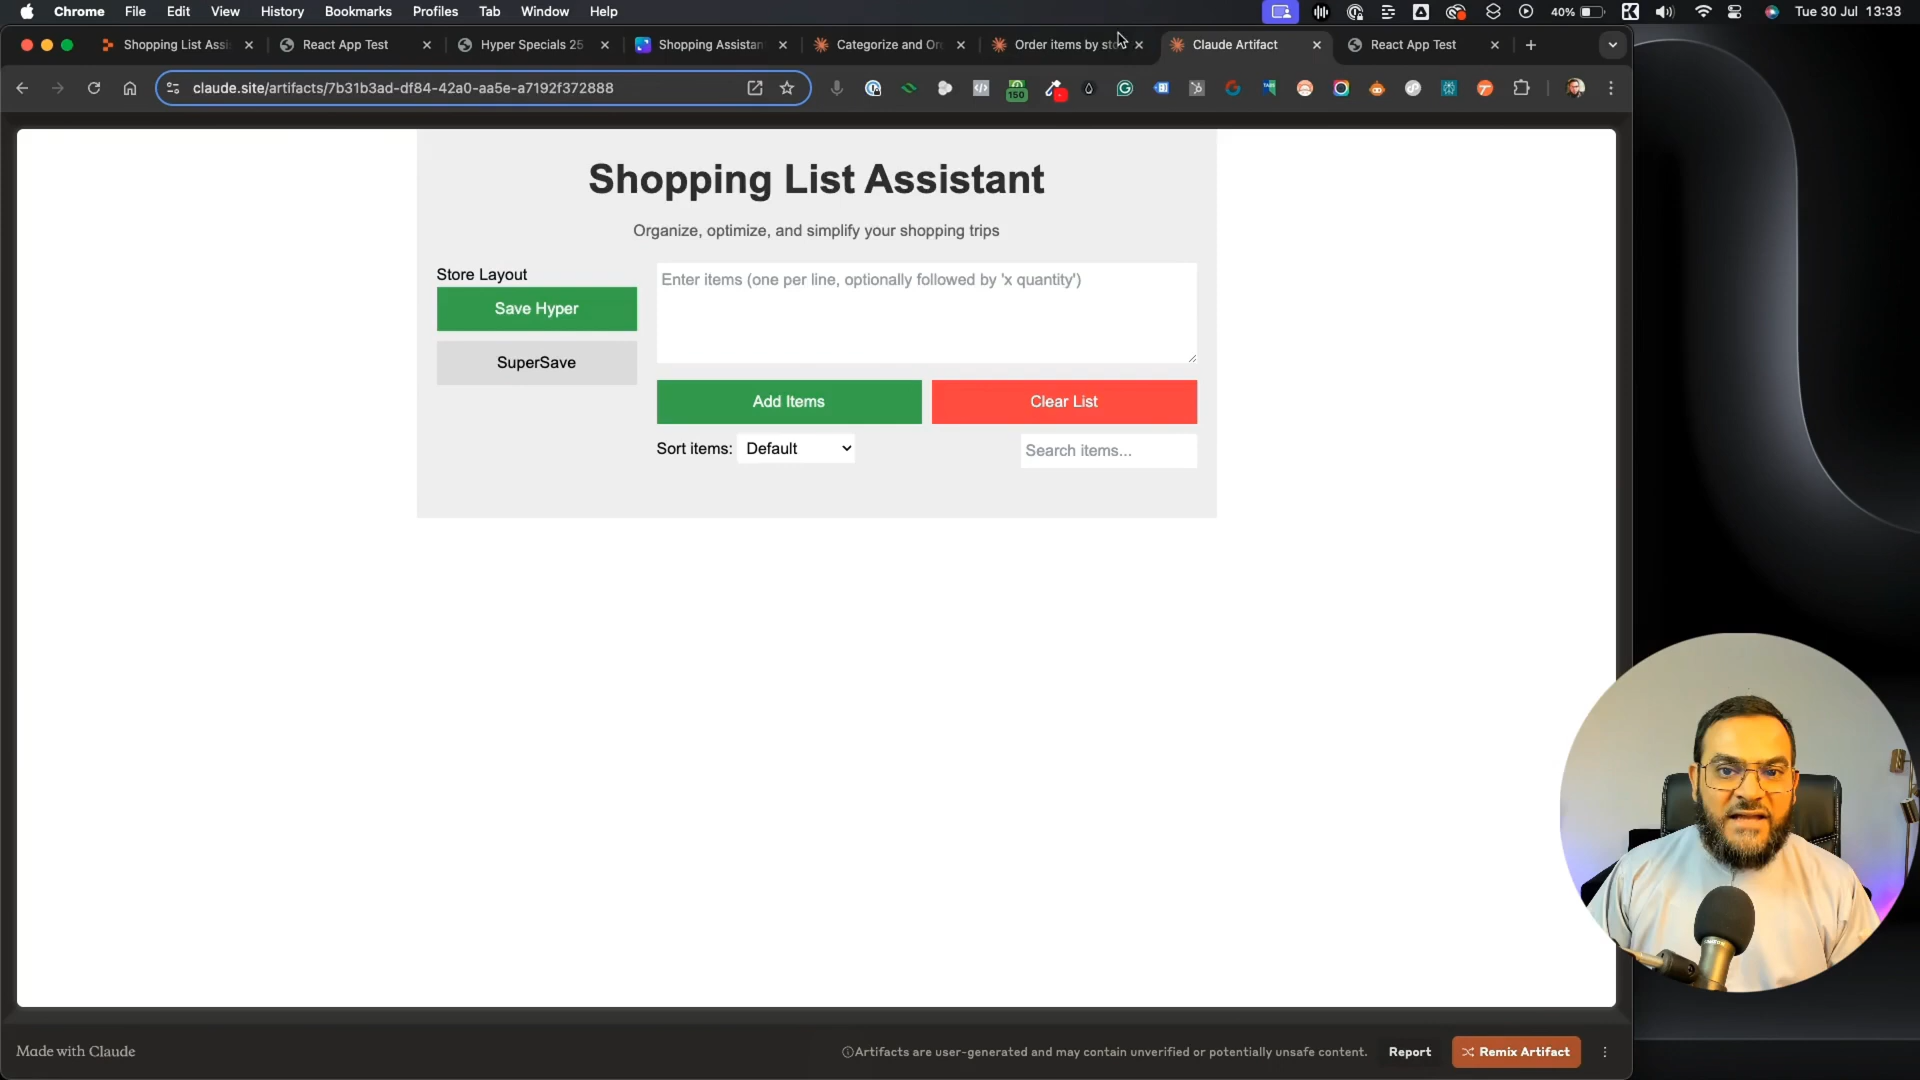 Chrome File Edit View History Bookmarks Profiles Tab Window Help 40% Tue 30 Jul 13:33
Shopping List Assi React App Test Hyper Specials 25 Shopping Assistan Categorize and Or Order items by sto Claude Artifact React App Test
claude.site/artifacts/7b31b3ad-df84-42a0-aa5e-a7192f372888
150
Shopping List Assistant
Organize, optimize, and simplify your shopping trips
Store Layout
Save Hyper
SuperSave
Enter items (one per line, optionally followed by 'x quantity')
Add Items
Clear List
Sort items: Default
Search items...
Made with Claude
Artifacts are user-generated and may contain unverified or potentially unsafe content.
Report
Remix Artifact